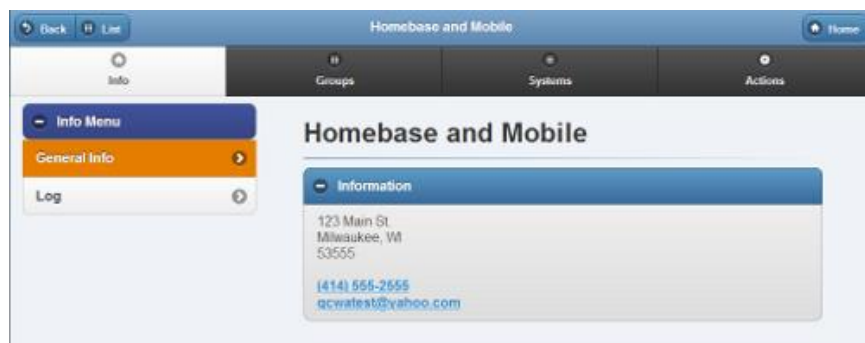 Back List Homebase and Mobile Home
Info Groups Systems Actions
Info Menu
General Info
Log
Homebase and Mobile
Information
123 Main St
Milwaukee, WI
53555
(414) 555-2555
qcwatest@yahoo.com